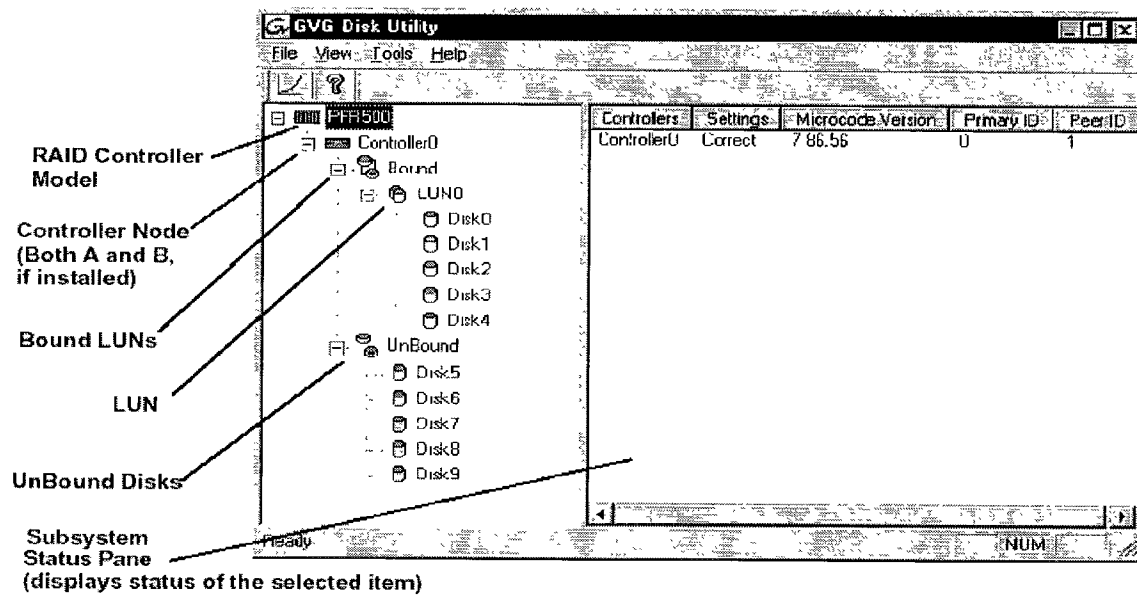 GVG Disk Utility
File View Tools Help
PFR500
Controller0
Bound
LUN0
Disk0
Disk1
Disk2
Disk3
Disk4
UnBound
Disk5
Disk6
Disk7
Disk8
Disk9
Controllers Settings Microcode Version Primary ID Peer ID
Controller0 Correct 7 86.56 0 1
Ready
NUM
RAID Controller
Model
Controller Node
(Both A and B,
if installed)
Bound LUNs
LUN
UnBound Disks
Subsystem
Status Pane
(displays status of the selected item)